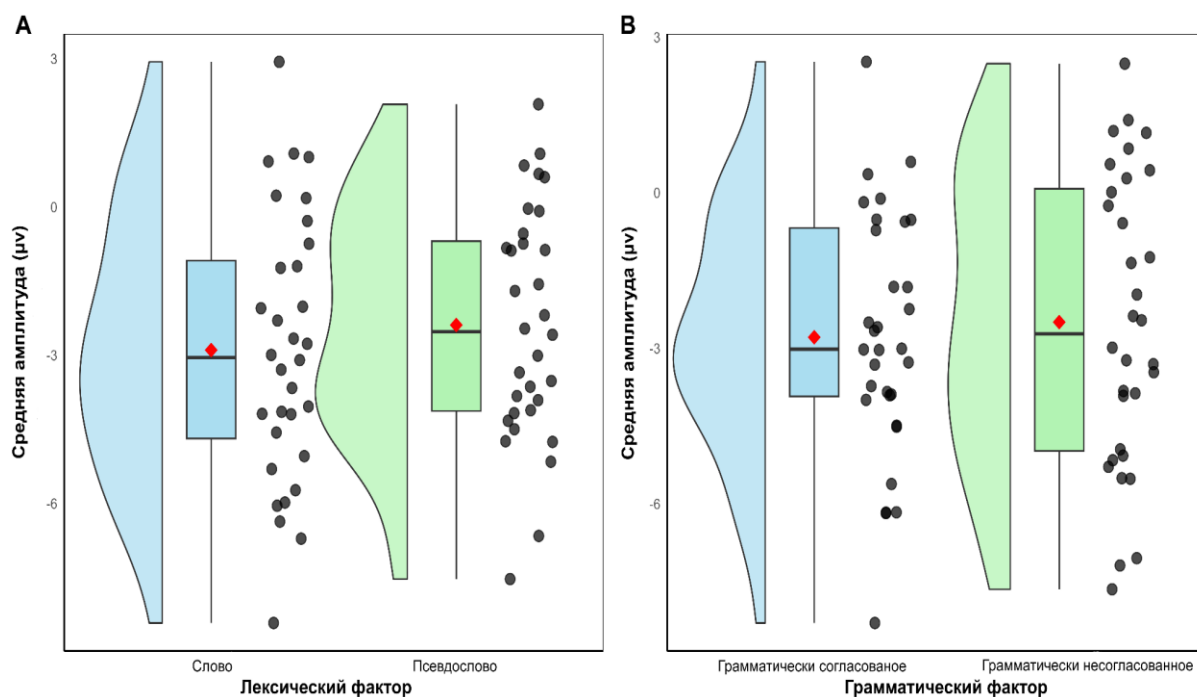 A
Средняя амплитуда (μv)
3
0
-3
-6
Слово
Псевдослово
Лексический фактор
B
Средняя амплитуда (μv)
3
0
-3
-6
Грамматически согласованое
Грамматически несогласованное
Грамматический фактор